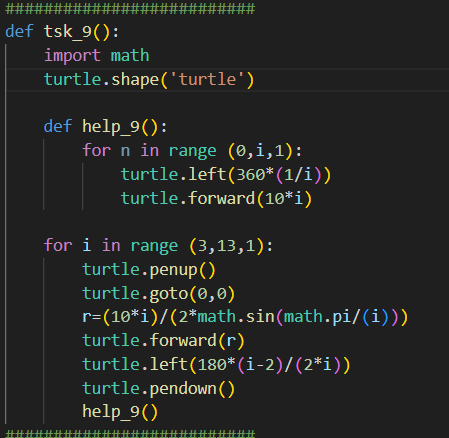 ##########################
def tsk_9():
    import math
    turtle.shape('turtle')
    def help_9():
        for n in range (0,i,1):
            turtle.left(360*(1/i))
            turtle.forward(10*i)
    for i in range (3,13,1):
        turtle.penup()
        turtle.goto(0,0)
        r=(10*i)/(2*math.sin(math.pi/(i)))
        turtle.forward(r)
        turtle.left(180*(i-2)/(2*i))
        turtle.pendown()
        help_9()
##########################